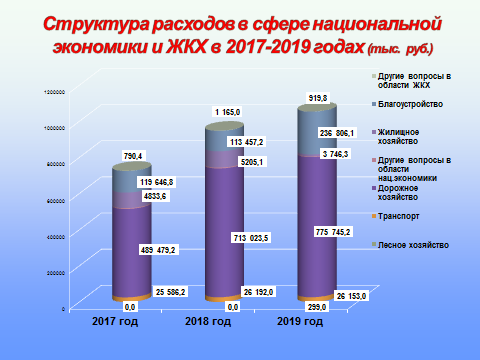 Структура расходов в сфере национальной
экономики и ЖКХ в 2017-2019 годах (тыс. руб.)
1200000
1000000
800000
600000
400000
200000
0
790,4
119 646,8
4833,6
489 479,2
25 586,2
0,0
1 165,0
113 457,2
5205,1
713 023,5
26 192,0
0,0
919,8
236 806,1
3 746,3
775 745,2
26 153,0
299,0
2017 год
2018 год
2019 год
Другие вопросы в
области ЖКХ
Благоустройство
Жилищное
хозяйство
Другие вопросы в
области
нац.экономики
Дорожное
хозяйство
Транспорт
Лесное хозяйство